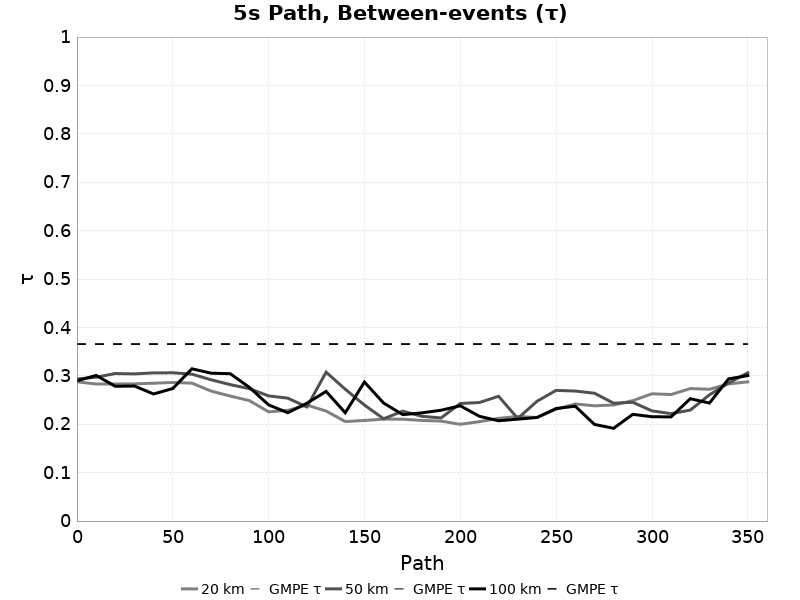 5s Path, Between-events (τ)
1
0.9
0.8
0.7
0.6
0.5
0.4
0.3
0.2
0.1
0
τ
0 50 100 150 200 250 300 350
Path
20 km GMPE τ 50 km GMPE τ 100 km GMPE τ